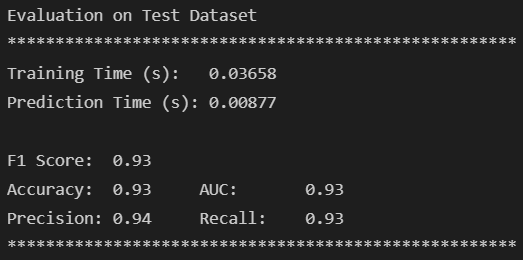 Evaluation on Test Dataset
*****************************************************
Training Time (s):   0.03658
Prediction Time (s): 0.00877
F1 Score:  0.93
Accuracy:  0.93     AUC:       0.93
Precision: 0.94     Recall:    0.93
*****************************************************